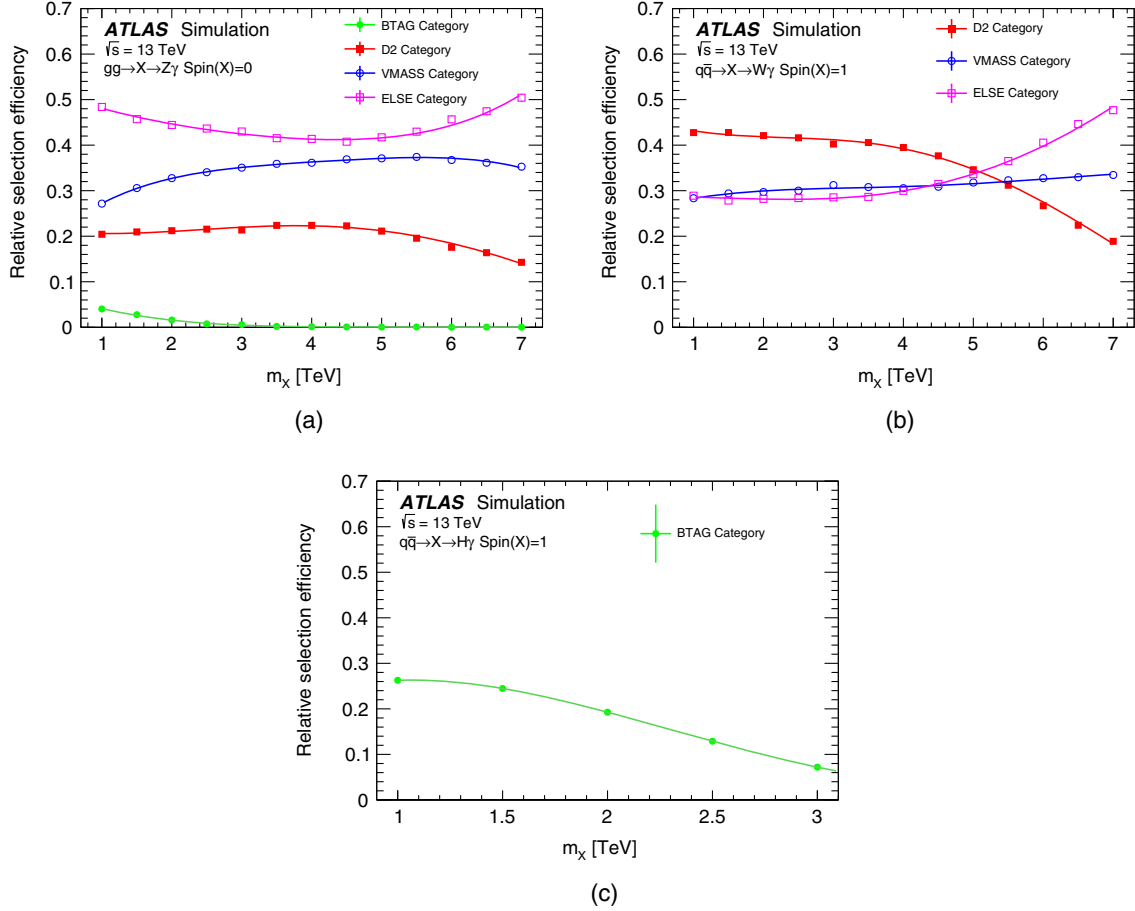 ATLAS Simulation
√s = 13 TeV
gg→X→Zγ Spin(X)=0
BTAG Category
D2 Category
VMASS Category
ELSE Category
Relative selection efficiency
0.7
0.6
0.5
0.4
0.3
0.2
0.1
0
1 2 3 4 5 6 7
mX [TeV]
(a)
ATLAS Simulation
√s = 13 TeV
qq̅→X→Wγ Spin(X)=1
D2 Category
VMASS Category
ELSE Category
Relative selection efficiency
0.7
0.6
0.5
0.4
0.3
0.2
0.1
0
1 2 3 4 5 6 7
mX [TeV]
(b)
ATLAS Simulation
√s = 13 TeV
qq̅→X→Hγ Spin(X)=1
BTAG Category
Relative selection efficiency
0.7
0.6
0.5
0.4
0.3
0.2
0.1
0
1 1.5 2 2.5 3
mX [TeV]
(c)